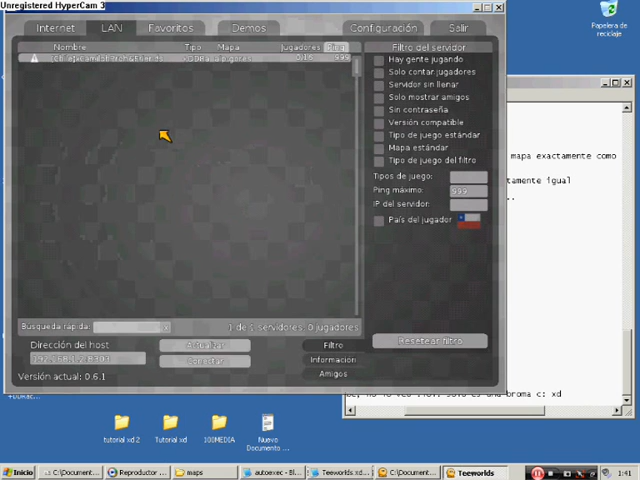 Unregistered HyperCam 3
Internet LAN Favoritos Demos Configuración Salir
Nombre Tipo Mapa Jugadores Ping
999
Filtro del servidor
Hay gente jugando
Solo contar jugadores
Servidor sin llenar
Solo mostrar amigos
Sin contraseña
Versión compatible
Tipo de juego estándar
Mapa estándar
Tipo de juego del filtro
Tipos de juego:
Ping máximo: 999
IP del servidor:
País del jugador
Búsqueda rápida:
1 de 1 servidores, 0 jugadores
Resetear filtro
Dirección del host
Actualizar
Filtro
Conectar
Información
Versión actual: 0.6.1
Amigos
Papelera de
reciclaje
mapa exactamente como
tamente igual
es una broma c: xd
tutorial xd 2
Tutorial xd
100MEDIA
Nuevo
Documento ...
Inicio
C:\Document...
Reproductor ...
maps
autoexec - Bl...
Teeworlds xd...
C:\Document...
Teeworlds
1:41